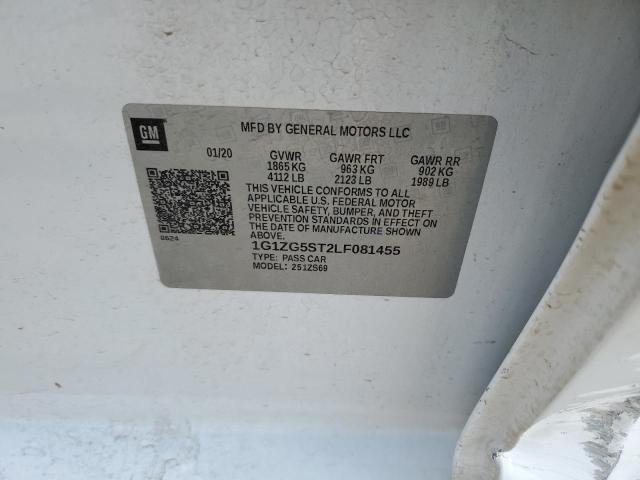 GM
MFD BY GENERAL MOTORS LLC
01/20 GVWR GAWR FRT GAWR RR
1865 KG 963 KG 902 KG
4112 LB 2123 LB 1989 LB
THIS VEHICLE CONFORMS TO ALL
APPLICABLE U.S. FEDERAL MOTOR
VEHICLE SAFETY, BUMPER, AND THEFT
PREVENTION STANDARDS IN EFFECT ON
THE DATE OF MANUFACTURE SHOWN
ABOVE.
0624
1G1ZG5ST2LF081455
TYPE: PASS CAR
MODEL: 251ZS69